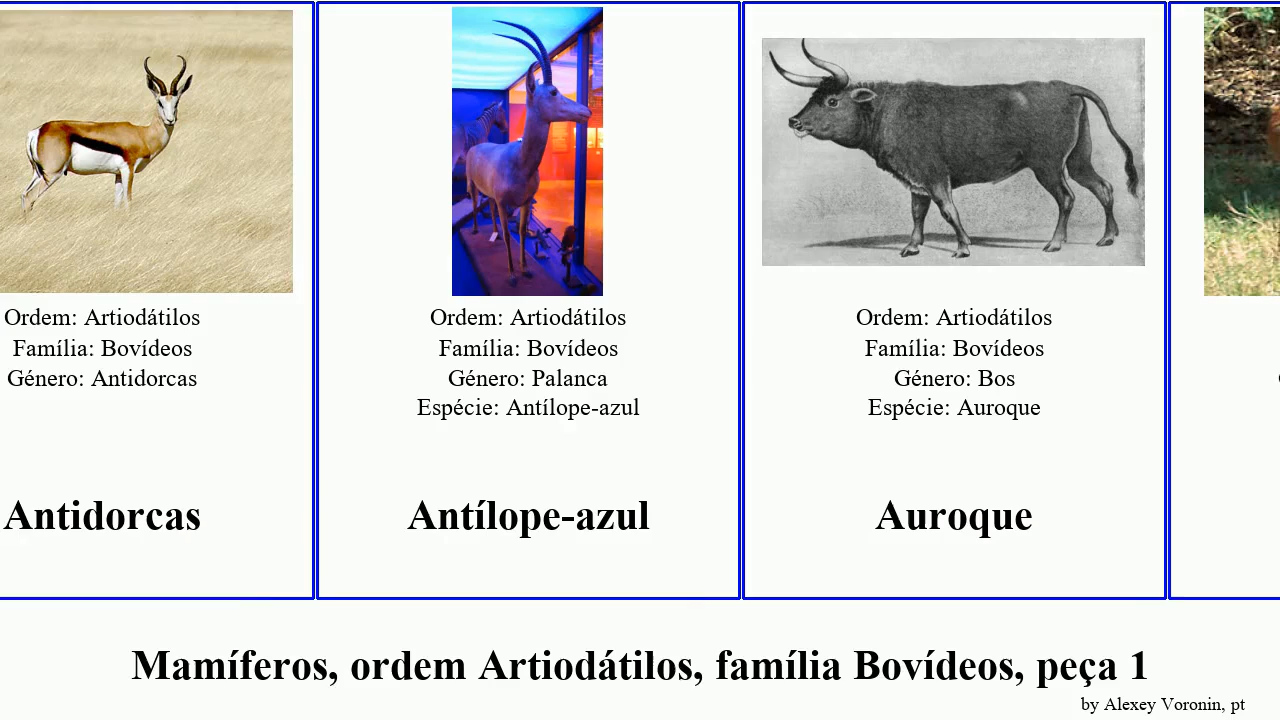 Ordem: Artiodátilos
Família: Bovídeos
Género: Antidorcas
Antidorcas
Ordem: Artiodátilos
Família: Bovídeos
Género: Palanca
Espécie: Antílope-azul
Antílope-azul
Ordem: Artiodátilos
Família: Bovídeos
Género: Bos
Espécie: Auroque
Auroque
Mamíferos, ordem Artiodátilos, família Bovídeos, peça 1
by Alexey Voronin, pt